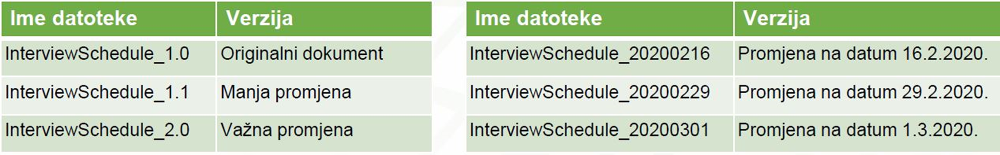 Ime datoteke Verzija
InterviewSchedule_1.0 Originalni dokument
InterviewSchedule_1.1 Manja promjena
InterviewSchedule_2.0 Važna promjena
Ime datoteke Verzija
InterviewSchedule_20200216 Promjena na datum 16.2.2020.
InterviewSchedule_20200229 Promjena na datum 29.2.2020.
InterviewSchedule_20200301 Promjena na datum 1.3.2020.